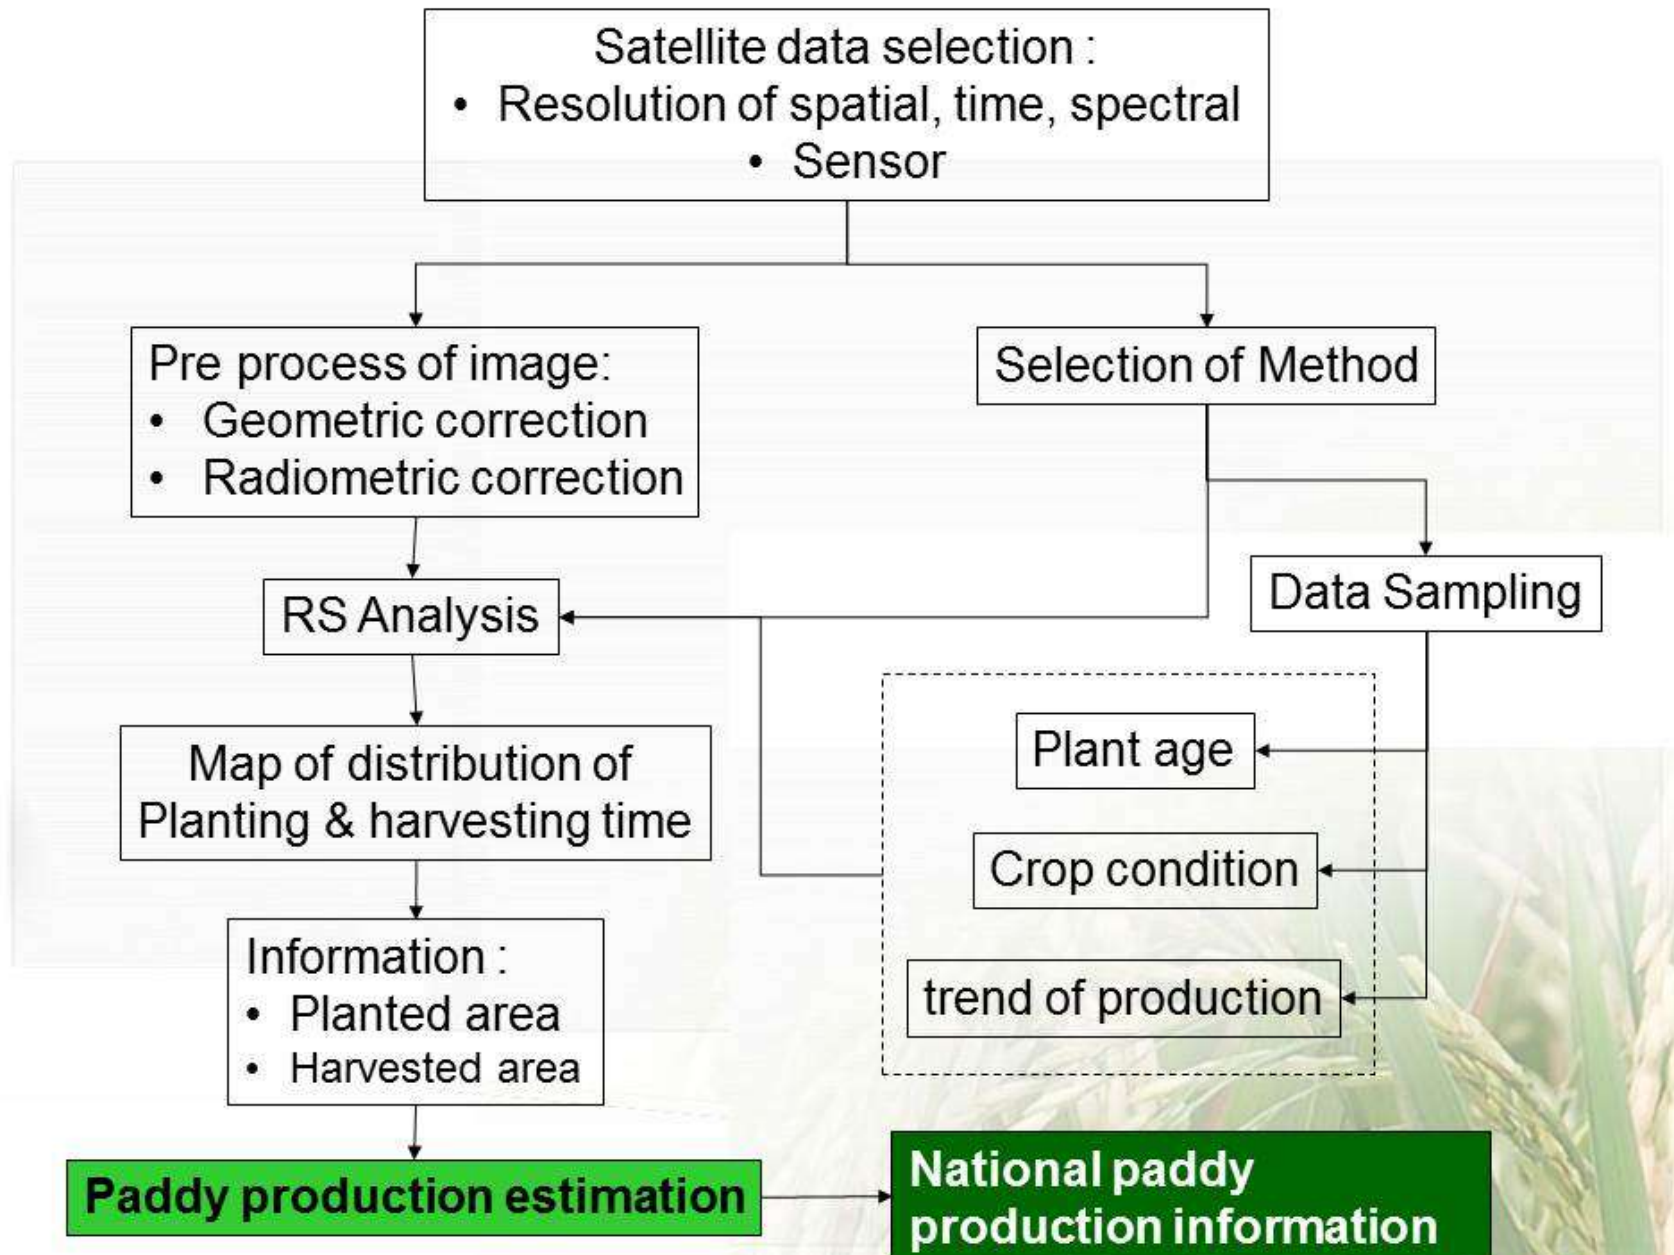 Satellite data selection :
• Resolution of spatial, time, spectral
• Sensor
Pre process of image:
• Geometric correction
• Radiometric correction
Selection of Method
RS Analysis
Data Sampling
Map of distribution of
Planting & harvesting time
Plant age
Crop condition
trend of production
Information :
• Planted area
• Harvested area
Paddy production estimation
National paddy
production information